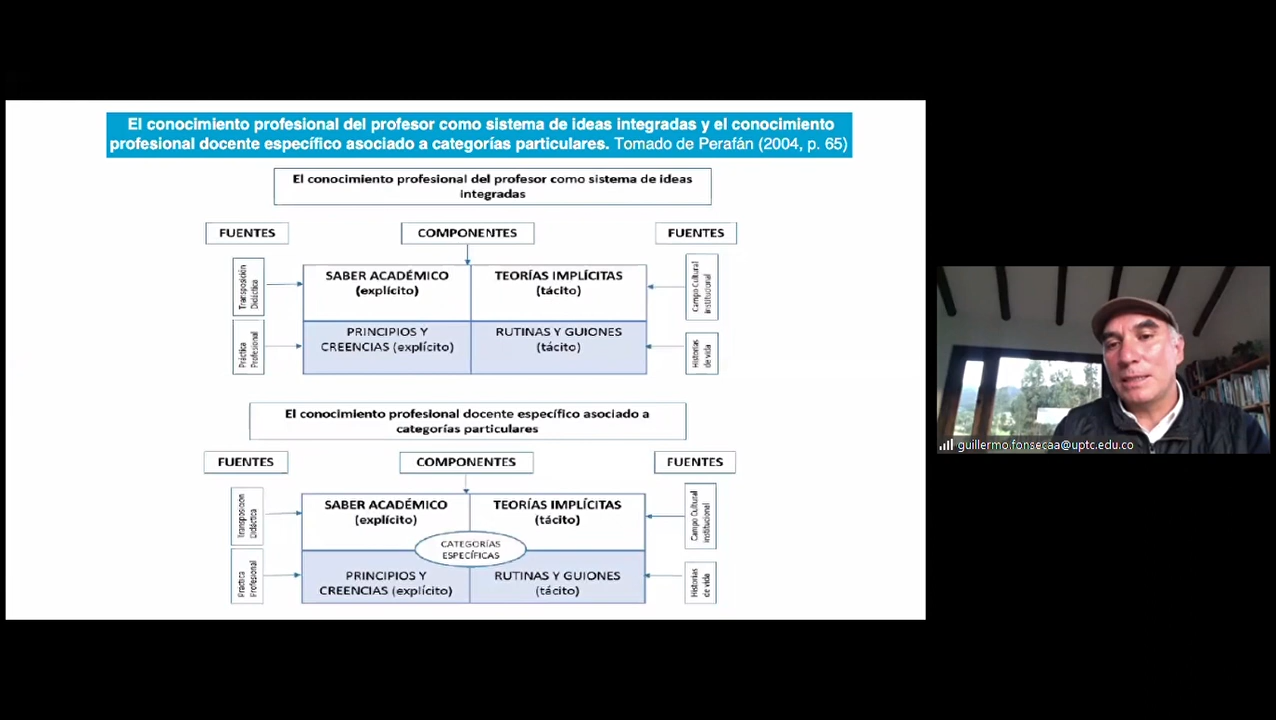 El conocimiento profesional del profesor como sistema de ideas integradas y el conocimiento
profesional docente específico asociado a categorías particulares. Tomado de Perafán (2004, p. 65)
El conocimiento profesional del profesor como sistema de ideas
integradas
FUENTES
COMPONENTES
FUENTES
Transposición
Didáctica
SABER ACADÉMICO
(explícito)
TEORÍAS IMPLÍCITAS
(tácito)
Campo Cultural
institucional
Práctica
Profesional
PRINCIPIOS Y
CREENCIAS (explícito)
RUTINAS Y GUIONES
(tácito)
Historias
de vida
El conocimiento profesional docente específico asociado a
categorías particulares
FUENTES
COMPONENTES
FUENTES
Transposición
Didáctica
SABER ACADÉMICO
(explícito)
TEORÍAS IMPLÍCITAS
(tácito)
Campo Cultural
institucional
CATEGORÍAS
ESPECÍFICAS
Práctica
Profesional
PRINCIPIOS Y
CREENCIAS (explícito)
RUTINAS Y GUIONES
(tácito)
Historias
de vida
guillermo.fonsecaa@uptc.edu.co